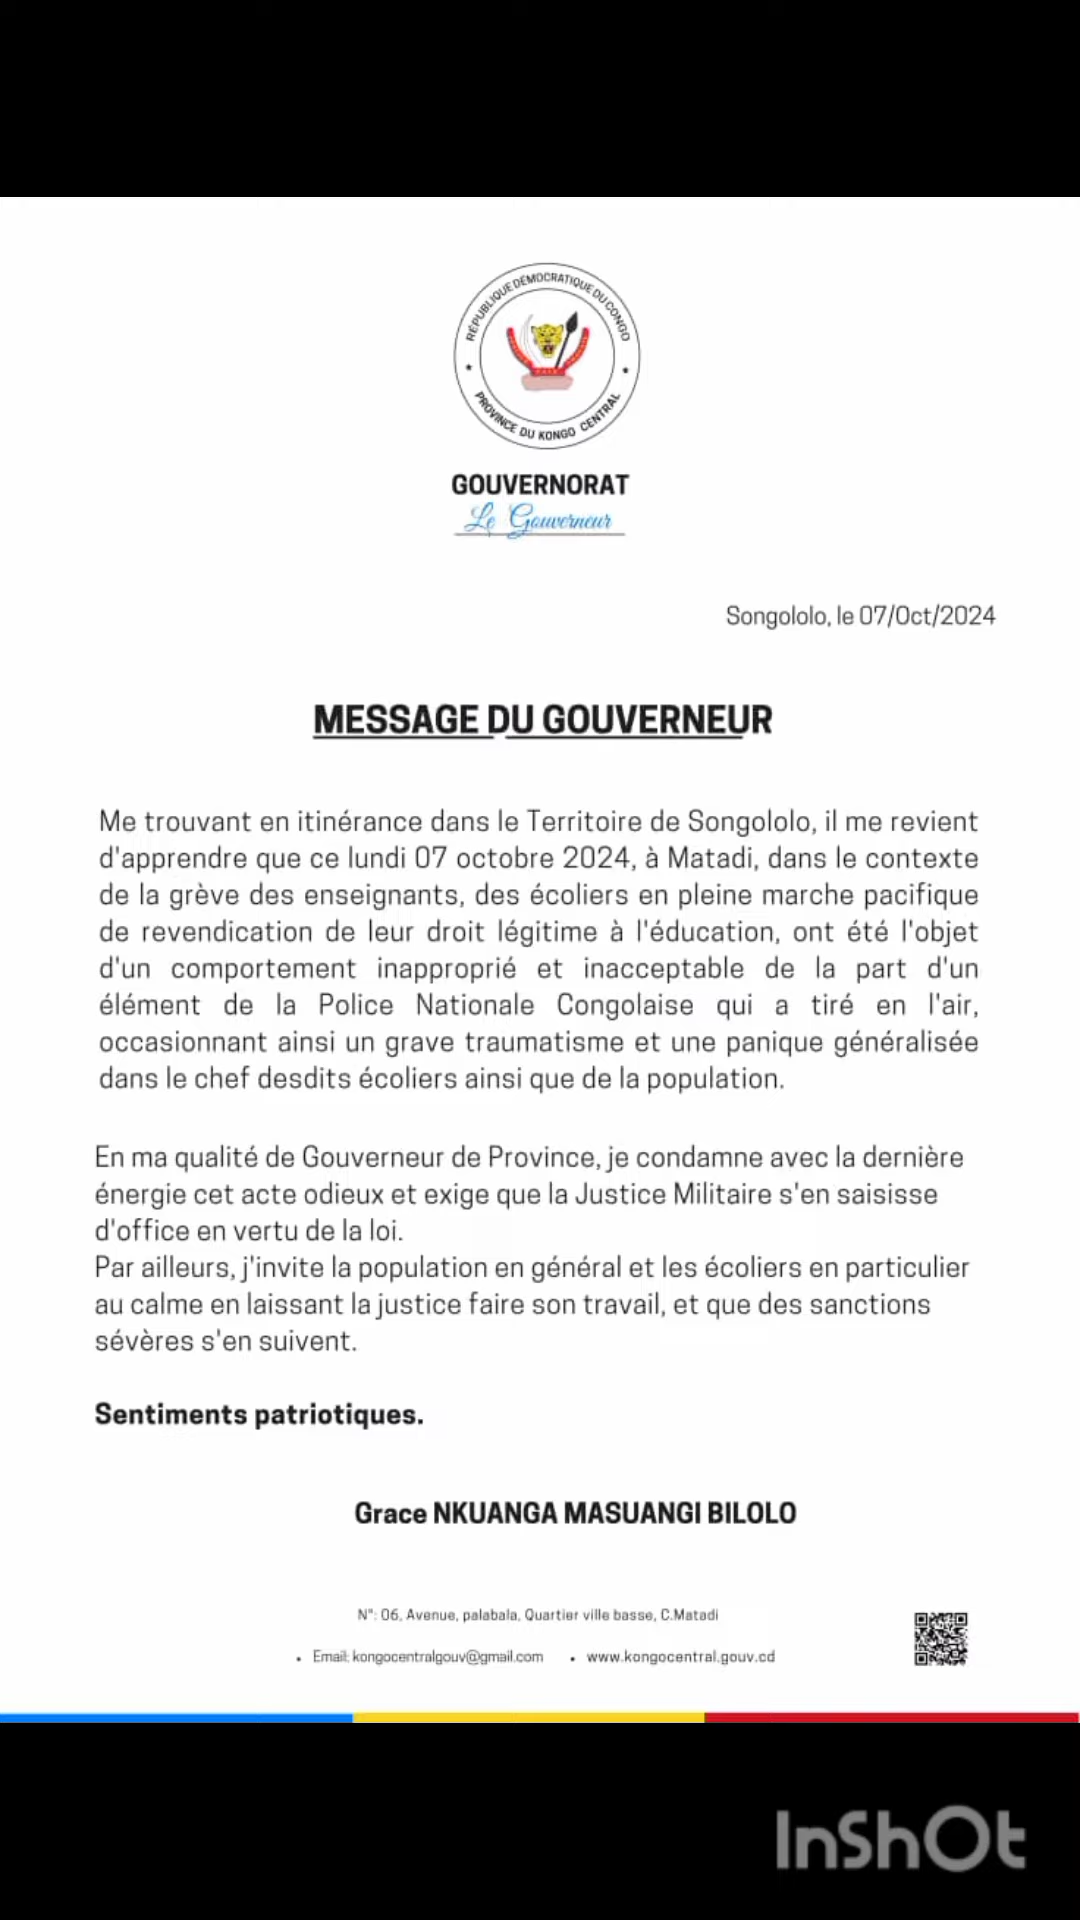 RÉPUBLIQUE DÉMOCRATIQUE DU CONGO
PROVINCE DU KONGO CENTRAL
GOUVERNORAT
Le Gouverneur
Songololo, le 07/Oct/2024
MESSAGE DU GOUVERNEUR
Me trouvant en itinérance dans le Territoire de Songololo, il me revient
d'apprendre que ce lundi 07 octobre 2024, à Matadi, dans le contexte
de la grève des enseignants, des écoliers en pleine marche pacifique
de revendication de leur droit légitime à l'éducation, ont été l'objet
d'un comportement inapproprié et inacceptable de la part d'un
élément de la Police Nationale Congolaise qui a tiré en l'air,
occasionnant ainsi un grave traumatisme et une panique généralisée
dans le chef desdits écoliers ainsi que de la population.
En ma qualité de Gouverneur de Province, je condamne avec la dernière
énergie cet acte odieux et exige que la Justice Militaire s'en saisisse
d'office en vertu de la loi.
Par ailleurs, j'invite la population en général et les écoliers en particulier
au calme en laissant la justice faire son travail, et que des sanctions
sévères s'en suivent.
Sentiments patriotiques.
Grace NKUANGA MASUANGI BILOLO
N°: 06, Avenue, palabala, Quartier ville basse, C.Matadi
• Email: kongocentralgouv@gmail.com • www.kongocentral.gouv.cd
InShOt